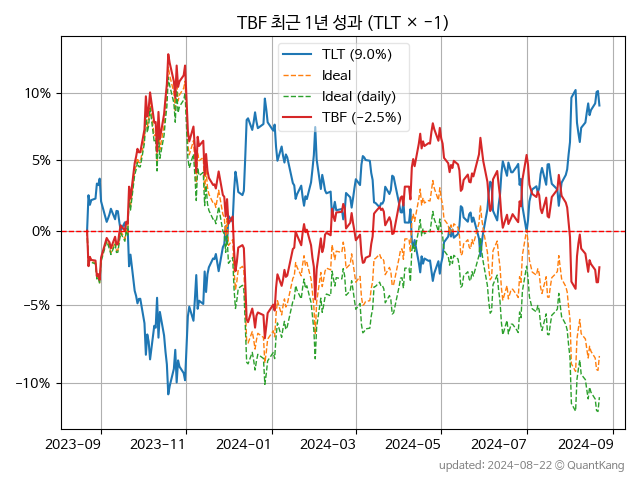 TBF 최근 1년 성과 (TLT × −1)
TLT (9.0%)
Ideal
Ideal (daily)
TBF (−2.5%)
10%
5%
0%
−5%
−10%
2023−09
2023−11
2024−01
2024−03
2024−05
2024−07
2024−09
updated: 2024-08-22 © QuantKang